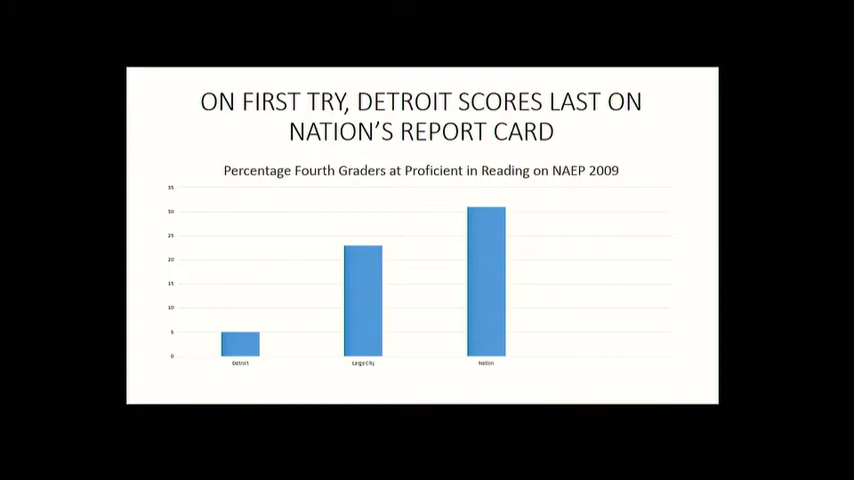 ON FIRST TRY, DETROIT SCORES LAST ON
NATION'S REPORT CARD
Percentage Fourth Graders at Proficient in Reading on NAEP 2009
35
30
25
20
15
10
5
0
Detroit
Large City
Nation